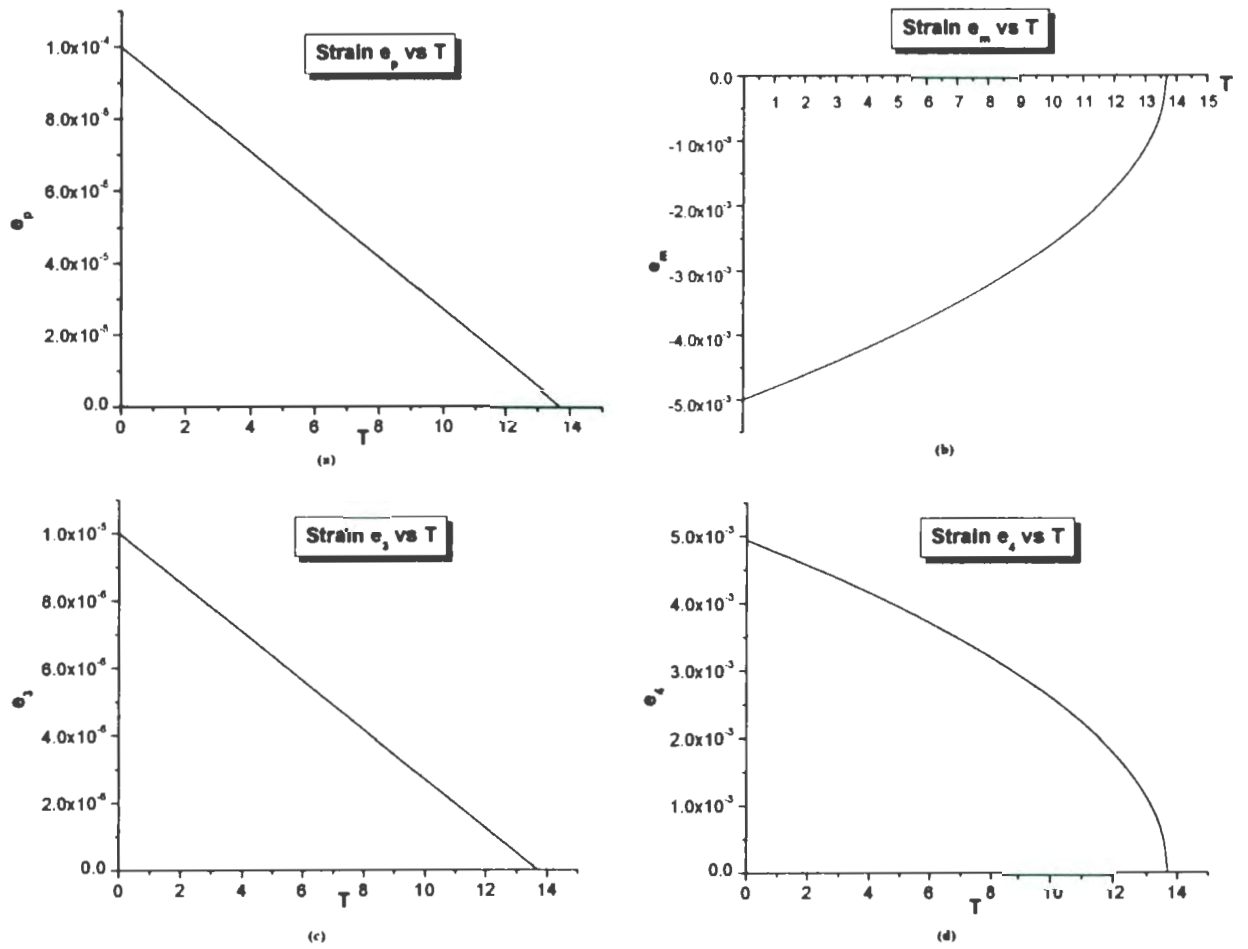 Strain e_p vs T
1.0x10⁻⁴
8.0x10⁻⁵
6.0x10⁻⁵
4.0x10⁻⁵
2.0x10⁻⁵
0.0
e_p
0 2 4 6 8 10 12 14
T
(a)
Strain e_m vs T
0.0
1 2 3 4 5 6 7 8 9 10 11 12 13 14 15
T
-1.0x10⁻³
-2.0x10⁻³
-3.0x10⁻³
-4.0x10⁻³
-5.0x10⁻³
e_m
(b)
Strain e_3 vs T
1.0x10⁻⁵
8.0x10⁻⁶
6.0x10⁻⁶
4.0x10⁻⁶
2.0x10⁻⁶
0.0
e_3
0 2 4 6 8 10 12 14
T
(c)
Strain e_4 vs T
5.0x10⁻³
4.0x10⁻³
3.0x10⁻³
2.0x10⁻³
1.0x10⁻³
0.0
e_4
0 2 4 6 8 10 12 14
T
(d)